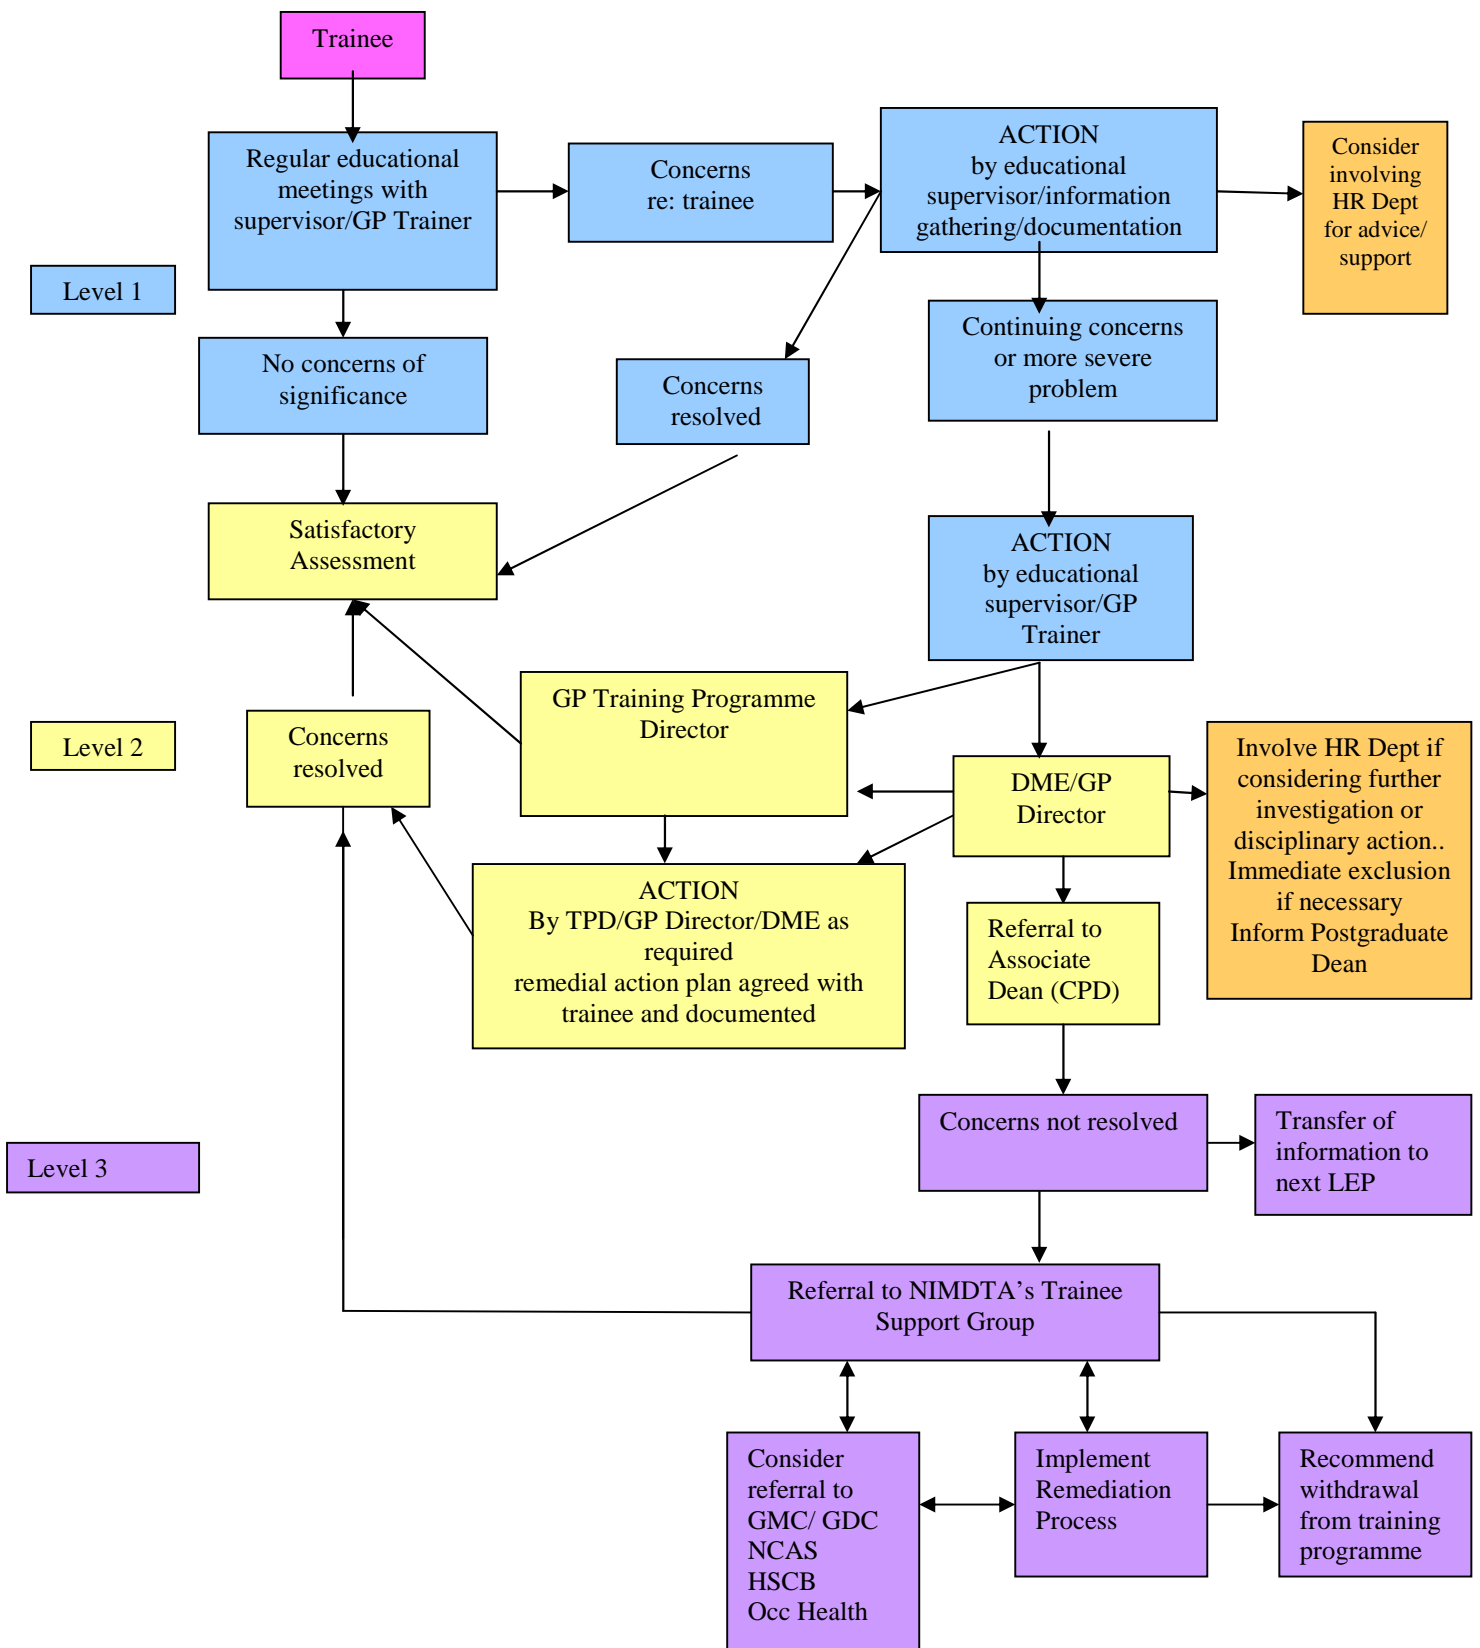 Trainee
Regular educational
meetings with
supervisor/GP Trainer
Concerns
re: trainee
ACTION
by educational
supervisor/information
gathering/documentation
Consider
involving
HR Dept
for advice/
support
Level 1
No concerns of
significance
Concerns
resolved
Continuing concerns
or more severe
problem
Satisfactory
Assessment
ACTION
by educational
supervisor/GP
Trainer
Level 2
Concerns
resolved
GP Training Programme
Director
DME/GP
Director
Involve HR Dept if
considering further
investigation or
disciplinary action..
Immediate exclusion
if necessary
Inform Postgraduate
Dean
ACTION
By TPD/GP Director/DME as
required
remedial action plan agreed with
trainee and documented
Referral to
Associate
Dean (CPD)
Level 3
Concerns not resolved
Transfer of
information to
next LEP
Referral to NIMDTA’s Trainee
Support Group
Consider
referral to
GMC/ GDC
NCAS
HSCB
Occ Health
Implement
Remediation
Process
Recommend
withdrawal
from training
programme